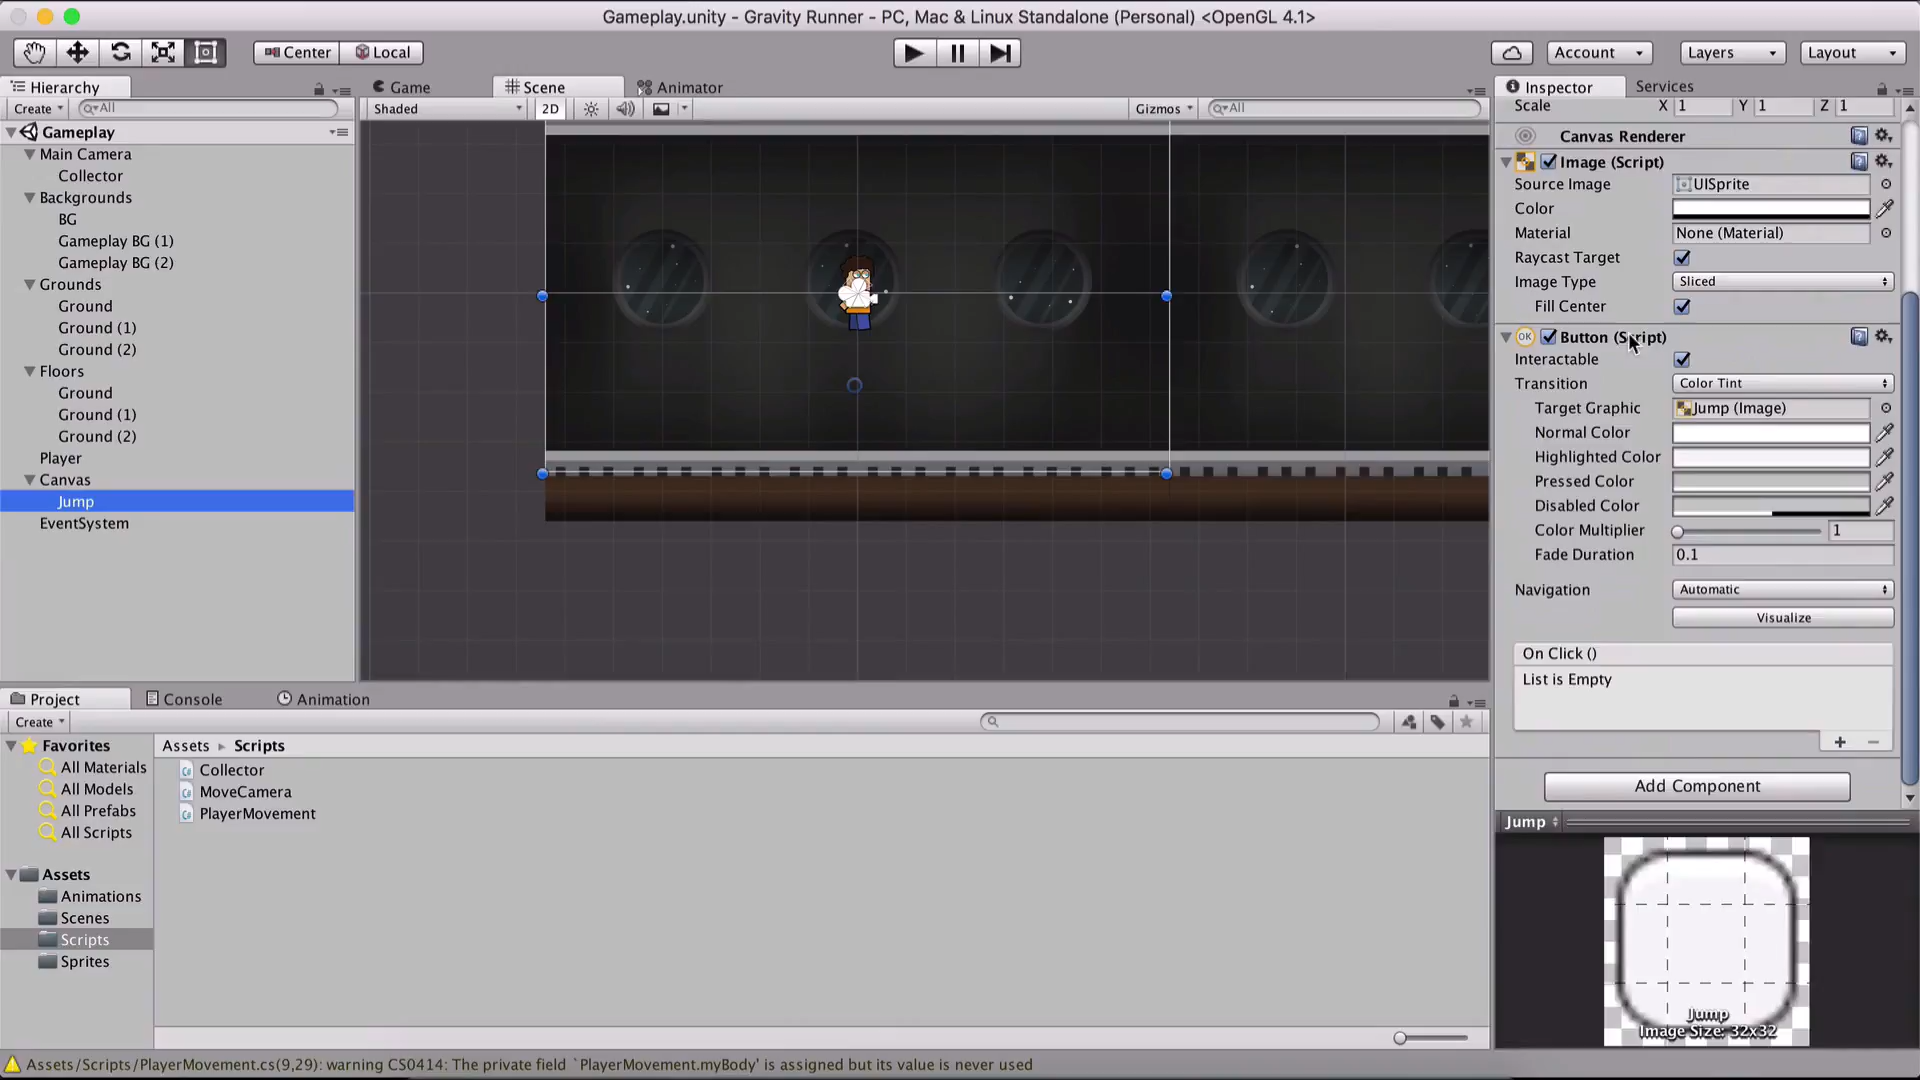 Gameplay.unity - Gravity Runner - PC, Mac & Linux Standalone (Personal) <OpenGL 4.1>
Center
Local
Account
Layers
Layout
Hierarchy
Game
Scene
Animator
Inspector
Services
Create
All
Shaded
2D
Gizmos
All
Scale X 1 Y 1 Z 1
Gameplay
Main Camera
Collector
Backgrounds
BG
Gameplay BG (1)
Gameplay BG (2)
Grounds
Ground
Ground (1)
Ground (2)
Floors
Ground
Ground (1)
Ground (2)
Player
Canvas
Jump
EventSystem
Canvas Renderer
Image (Script)
Source Image UISprite
Color
Material None (Material)
Raycast Target
Image Type Sliced
Fill Center
OK Button (Script)
Interactable
Transition Color Tint
Target Graphic Jump (Image)
Normal Color
Highlighted Color
Pressed Color
Disabled Color
Color Multiplier 1
Fade Duration 0.1
Navigation Automatic
Visualize
On Click ()
List is Empty
Add Component
Jump
Jump
Image Size: 32x32
Project
Console
Animation
Create
Favorites
All Materials
All Models
All Prefabs
All Scripts
Assets
Animations
Scenes
Scripts
Sprites
Assets Scripts
Collector
MoveCamera
PlayerMovement
Assets/Scripts/PlayerMovement.cs(9,29): warning CS0414: The private field `PlayerMovement.myBody' is assigned but its value is never used